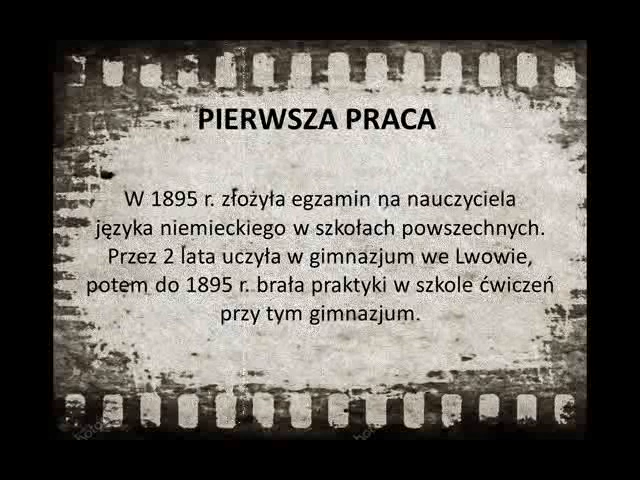 PIERWSZA PRACA
W 1895 r. złożyła egzamin na nauczyciela
języka niemieckiego w szkołach powszechnych.
Przez 2 lata uczyła w gimnazjum we Lwowie,
potem do 1895 r. brała praktyki w szkole ćwiczeń
przy tym gimnazjum.